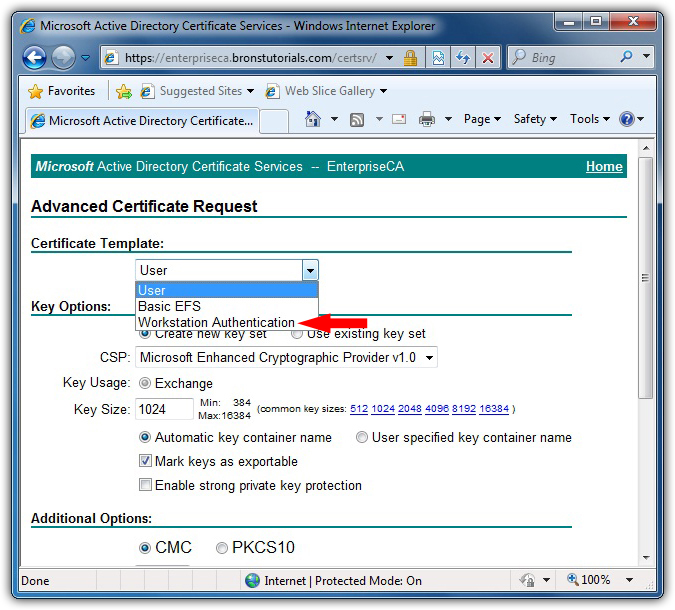 Microsoft Active Directory Certificate Services - Windows Internet Explorer
https://enterpriseca.bronstutorials.com/certsrv/
Bing
Favorites
Suggested Sites
Web Slice Gallery
Microsoft Active Directory Certificate...
Page
Safety
Tools
Microsoft Active Directory Certificate Services -- EnterpriseCA
Home
Advanced Certificate Request
Certificate Template:
User
User
Basic EFS
Workstation Authentication
Key Options:
Create new key set
Use existing key set
CSP: Microsoft Enhanced Cryptographic Provider v1.0
Key Usage: Exchange
Key Size: 1024 Min: 384 Max:16384 (common key sizes: 512 1024 2048 4096 8192 16384 )
Automatic key container name
User specified key container name
Mark keys as exportable
Enable strong private key protection
Additional Options:
CMC
PKCS10
Done
Internet | Protected Mode: On
100%